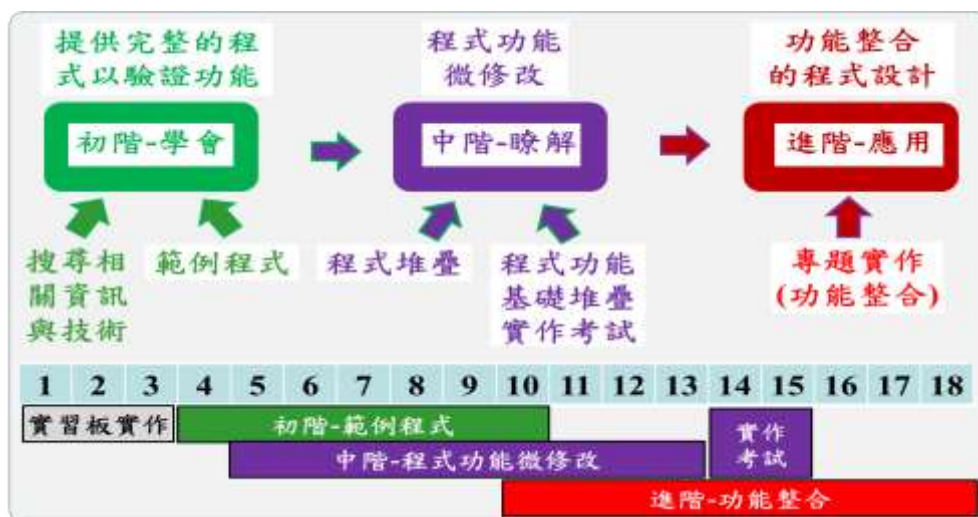 提供完整的程
式以驗證功能
程式功能
微修改
功能整合
的程式設計
初階-學會
中階-瞭解
進階-應用
搜尋相
關資訊
與技術
範例程式
程式堆疊
程式功能
基礎堆疊
實作考試
專題實作
(功能整合)
1 2 3 4 5 6 7 8 9 10 11 12 13 14 15 16 17 18
實習板實作
初階-範例程式
實作
考試
中階-程式功能微修改
進階-功能整合